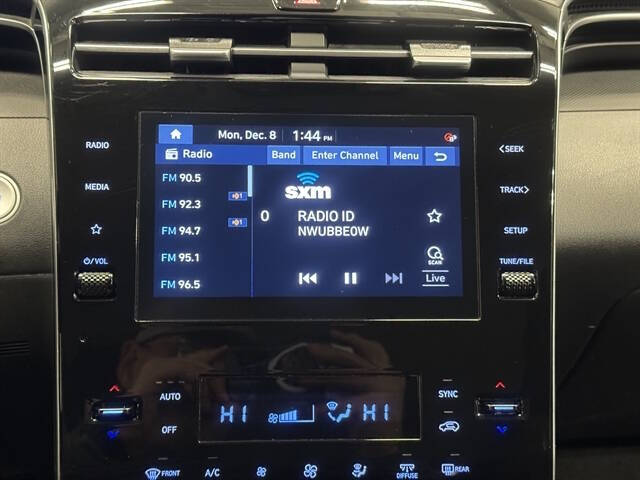 Mon, Dec. 8 1:44 PM
RADIO
Radio Band Enter Channel Menu
<SEEK
FM 90.5
sxm
MEDIA
FM 92.3
1
TRACK>
0 RADIO ID
FM 94.7
1
NWUBBE0W
SETUP
FM 95.1
⏻/VOL
SCAN
TUNE/FILE
FM 96.5
Live
AUTO
SYNC
OFF
HI
HI
FRONT
A/C
DIFFUSE
REAR